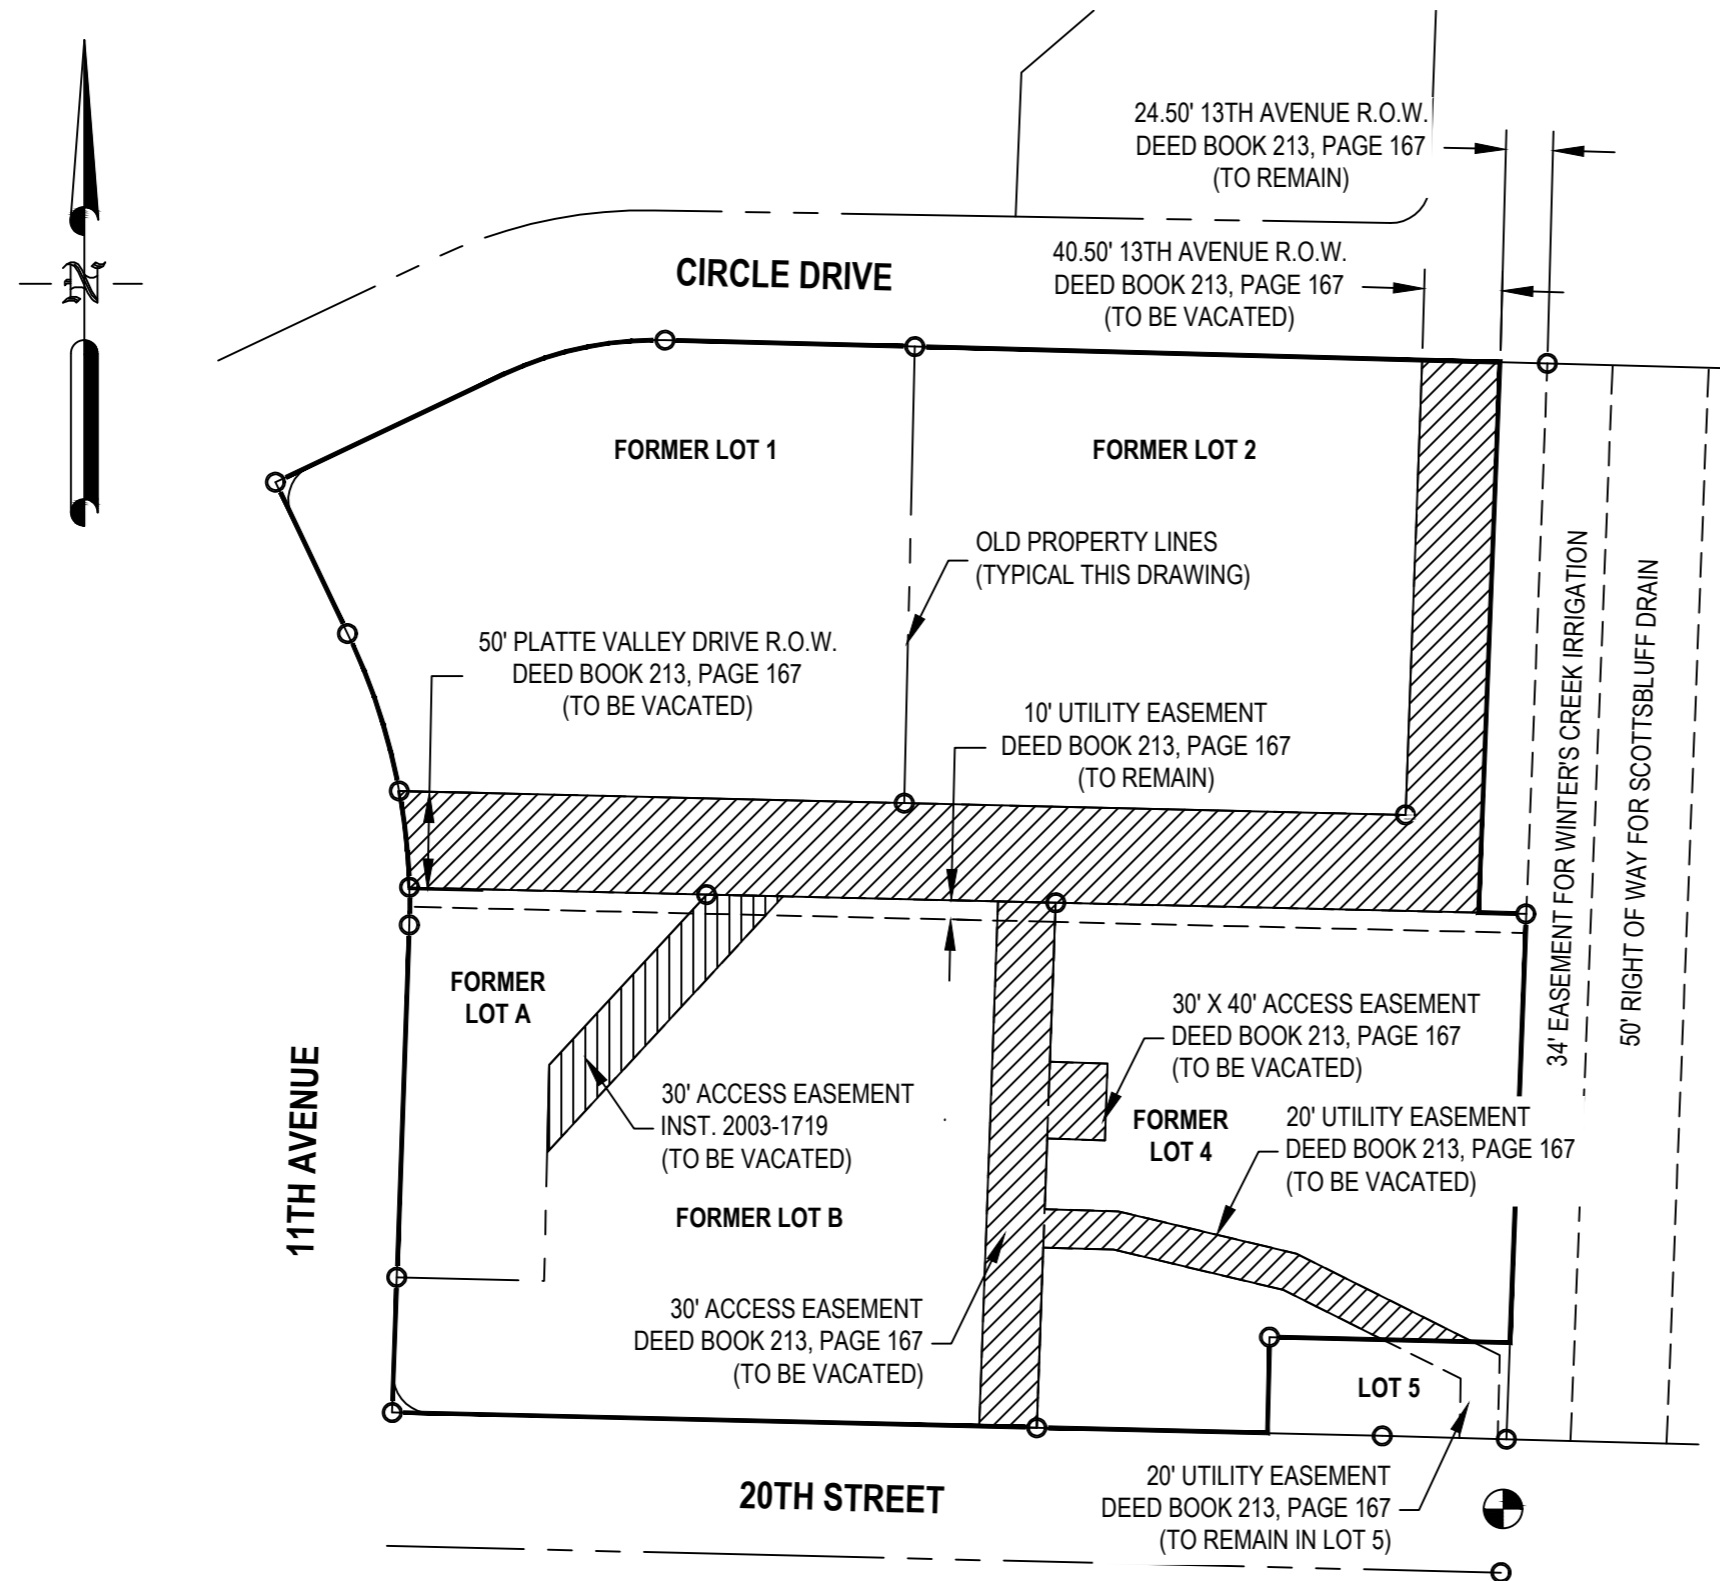 24.50' 13TH AVENUE R.O.W.
DEED BOOK 213, PAGE 167
(TO REMAIN)
40.50' 13TH AVENUE R.O.W.
DEED BOOK 213, PAGE 167
(TO BE VACATED)
CIRCLE DRIVE
N
FORMER LOT 1
FORMER LOT 2
OLD PROPERTY LINES
(TYPICAL THIS DRAWING)
50' PLATTE VALLEY DRIVE R.O.W.
DEED BOOK 213, PAGE 167
(TO BE VACATED)
10' UTILITY EASEMENT
DEED BOOK 213, PAGE 167
(TO REMAIN)
34' EASEMENT FOR WINTER'S CREEK IRRIGATION
50' RIGHT OF WAY FOR SCOTTSBLUFF DRAIN
FORMER
LOT A
30' X 40' ACCESS EASEMENT
DEED BOOK 213, PAGE 167
(TO BE VACATED)
30' ACCESS EASEMENT
INST. 2003-1719
(TO BE VACATED)
FORMER
LOT 4
20' UTILITY EASEMENT
DEED BOOK 213, PAGE 167
(TO BE VACATED)
11TH AVENUE
FORMER LOT B
30' ACCESS EASEMENT
DEED BOOK 213, PAGE 167
(TO BE VACATED)
LOT 5
20TH STREET
20' UTILITY EASEMENT
DEED BOOK 213, PAGE 167
(TO REMAIN IN LOT 5)